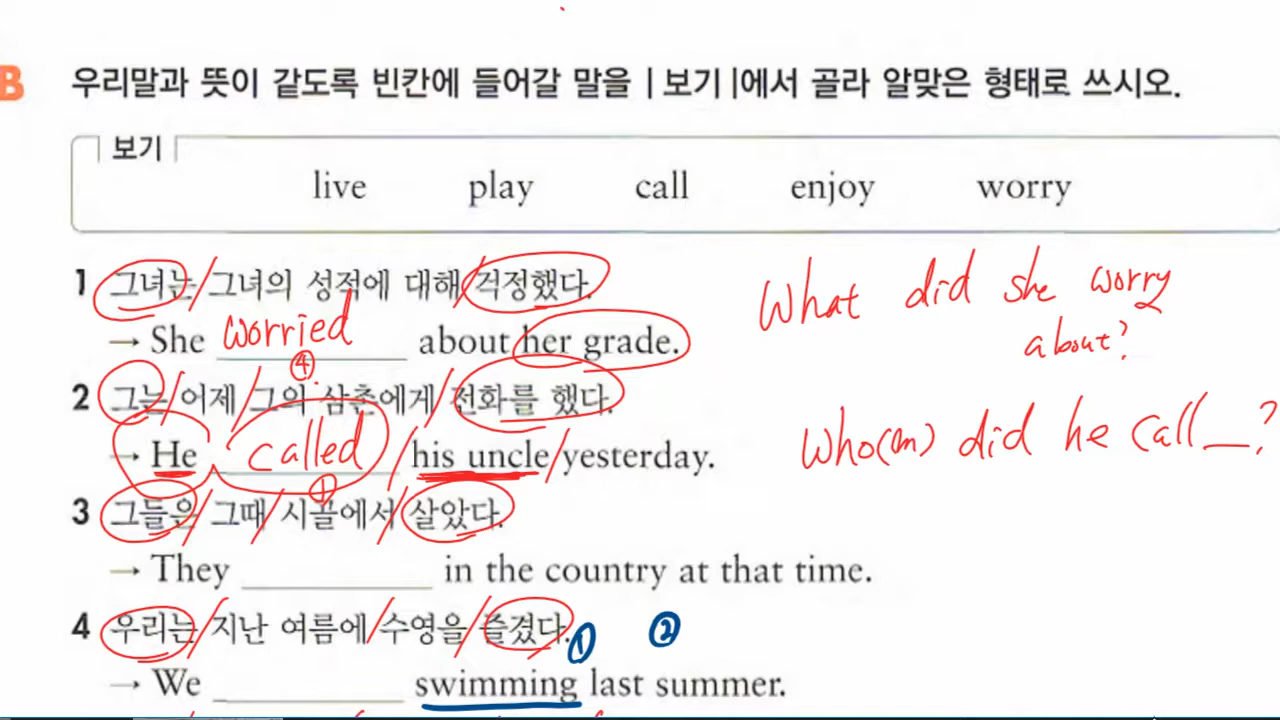 B 우리말과 뜻이 같도록 빈칸에 들어갈 말을 | 보기 |에서 골라 알맞은 형태로 쓰시오.
보기
live play call enjoy worry
1 그녀는/그녀의 성적에 대해/걱정했다.
→ She worried about her grade.
What did she worry
about?
④
2 그는/어제/그의 삼촌에게/전화를 했다.
→ He called / his uncle/yesterday.
Who(m) did he call __?
①
3 그들은/그때/시골에서/살았다.
→ They ________ in the country at that time.
4 우리는/지난 여름에/수영을/즐겼다.
① ②
→ We ________ swimming last summer.